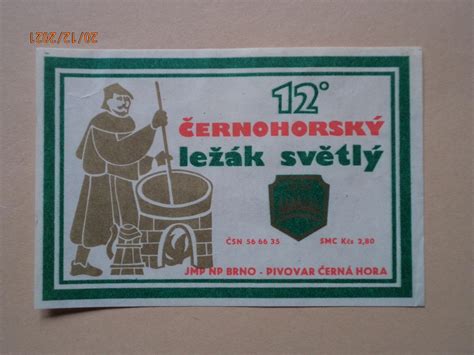 20/12/2021
12°
ČERNOHORSKÝ
ležák světlý
ČSN 56 66 35 SMC Kčs 2,80
JMP NP BRNO - PIVOVAR ČERNÁ HORA